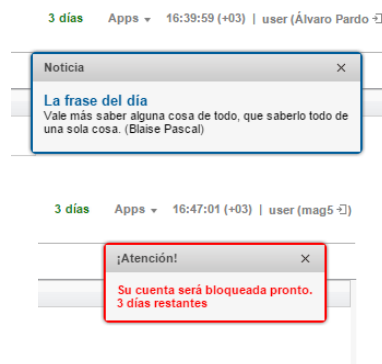 3 días Apps 16:39:59 (+03) | user (Álvaro Pardo
Noticia ×
La frase del día
Vale más saber alguna cosa de todo, que saberlo todo de
una sola cosa. (Blaise Pascal)
3 días Apps 16:47:01 (+03) | user (mag5)
¡Atención! ×
Su cuenta será bloqueada pronto.
3 días restantes